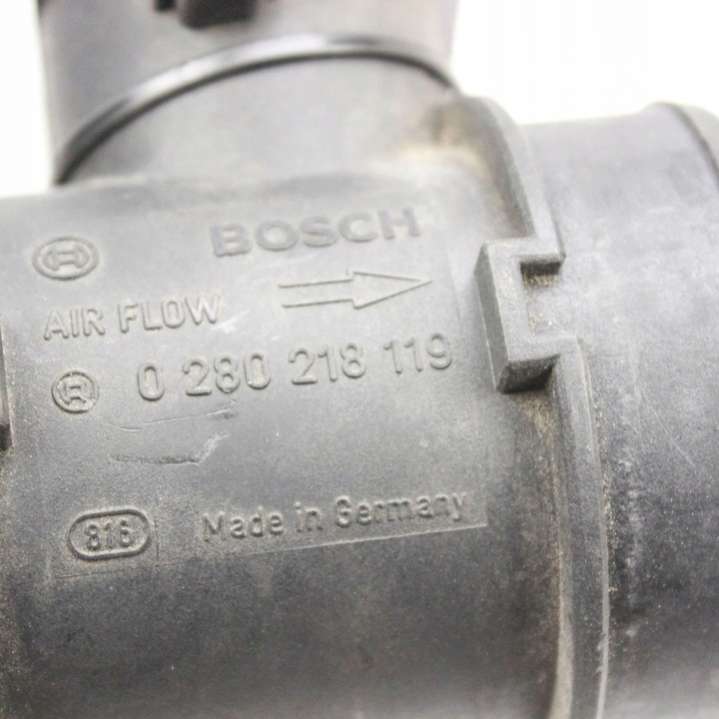 BOSCH
AIR FLOW
0 280 218 119
816
Made in Germany